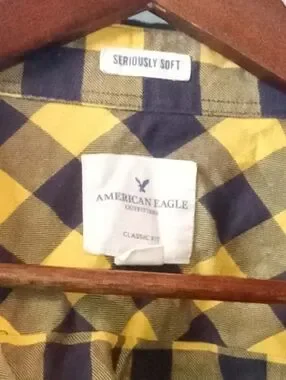 SERIOUSLY SOFT
AMERICAN EAGLE
OUTFITTERS
CLASSIC FIT